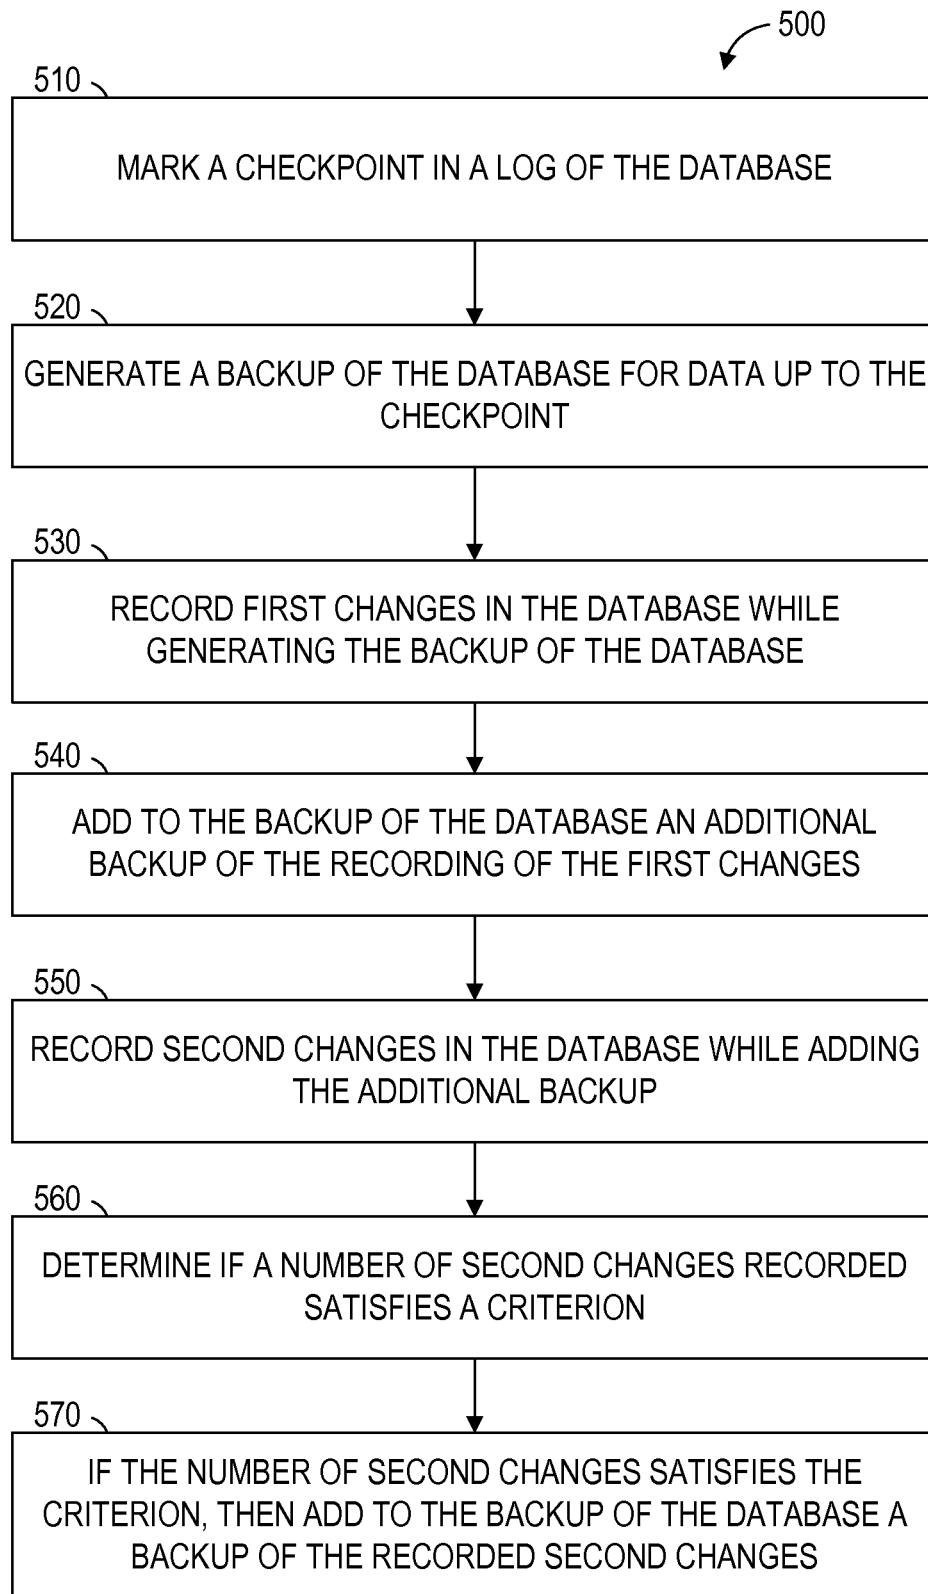 500
510
MARK A CHECKPOINT IN A LOG OF THE DATABASE
520
GENERATE A BACKUP OF THE DATABASE FOR DATA UP TO THE
CHECKPOINT
530
RECORD FIRST CHANGES IN THE DATABASE WHILE
GENERATING THE BACKUP OF THE DATABASE
540
ADD TO THE BACKUP OF THE DATABASE AN ADDITIONAL
BACKUP OF THE RECORDING OF THE FIRST CHANGES
550
RECORD SECOND CHANGES IN THE DATABASE WHILE ADDING
THE ADDITIONAL BACKUP
560
DETERMINE IF A NUMBER OF SECOND CHANGES RECORDED
SATISFIES A CRITERION
570
IF THE NUMBER OF SECOND CHANGES SATISFIES THE
CRITERION, THEN ADD TO THE BACKUP OF THE DATABASE A
BACKUP OF THE RECORDED SECOND CHANGES